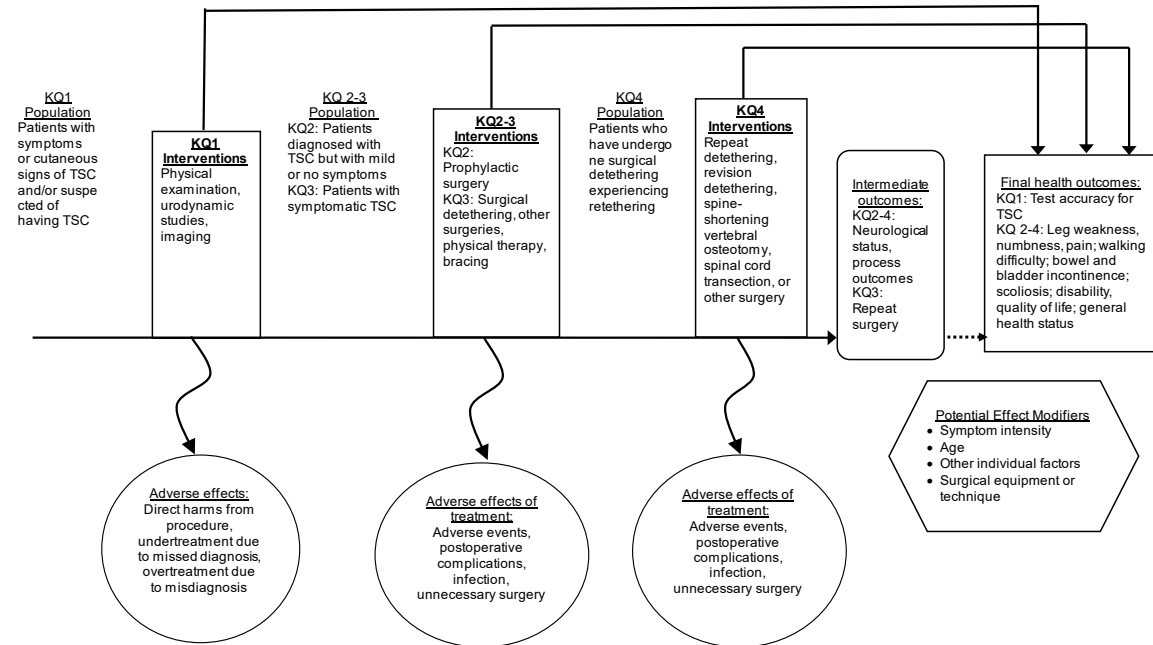 KQ1
Population
Patients with
symptoms
or cutaneous
signs of TSC
and/or suspe
cted of
having TSC
KQ1
Interventions
Physical
examination,
urodynamic
studies,
imaging
KQ 2-3
Population
KQ2: Patients
diagnosed with
TSC but with mild
or no symptoms
KQ3: Patients with
symptomatic TSC
KQ2-3
Interventions
KQ2:
Prophylactic
surgery
KQ3: Surgical
detethering, other
surgeries,
physical therapy,
bracing
KQ4
Population
Patients who
have undergo
ne surgical
detethering
experiencing
retethering
KQ4
Interventions
Repeat
detethering,
revision
detethering,
spine-
shortening
vertebral
osteotomy,
spinal cord
transection, or
other surgery
Intermediate
outcomes:
KQ2-4:
Neurological
status,
process
outcomes
KQ3:
Repeat
surgery
Final health outcomes:
KQ1: Test accuracy for
TSC
KQ 2-4: Leg weakness,
numbness, pain; walking
difficulty; bowel and
bladder incontinence;
scoliosis; disability,
quality of life; general
health status
Adverse effects:
Direct harms from
procedure,
undertreatment due
to missed diagnosis,
overtreatment due
to misdiagnosis
Adverse effects of
treatment:
Adverse events,
postoperative
complications,
infection,
unnecessary surgery
Adverse effects of
treatment:
Adverse events,
postoperative
complications,
infection,
unnecessary surgery
Potential Effect Modifiers
• Symptom intensity
• Age
• Other individual factors
• Surgical equipment or
technique